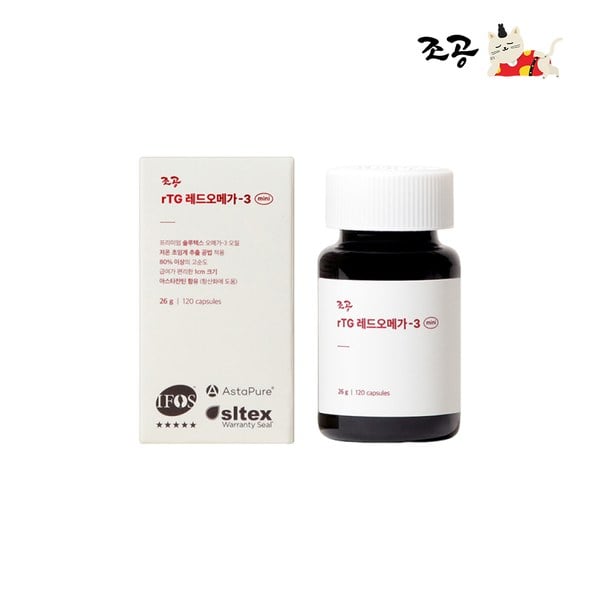 조공
조공
rTG 레드오메가-3 mini
프리미엄 솔루텍스 오메가-3 오일
저온 초임계 추출 공법 적용
80% 이상의 고순도
급여가 편리한 1cm 크기
아스타잔틴 함유 (항산화에 도움)
26 g | 120 capsules
IFOS
AstaPure®
sltex
Warranty Seal™
조공
rTG 레드오메가-3 mini
26 g | 120 capsules